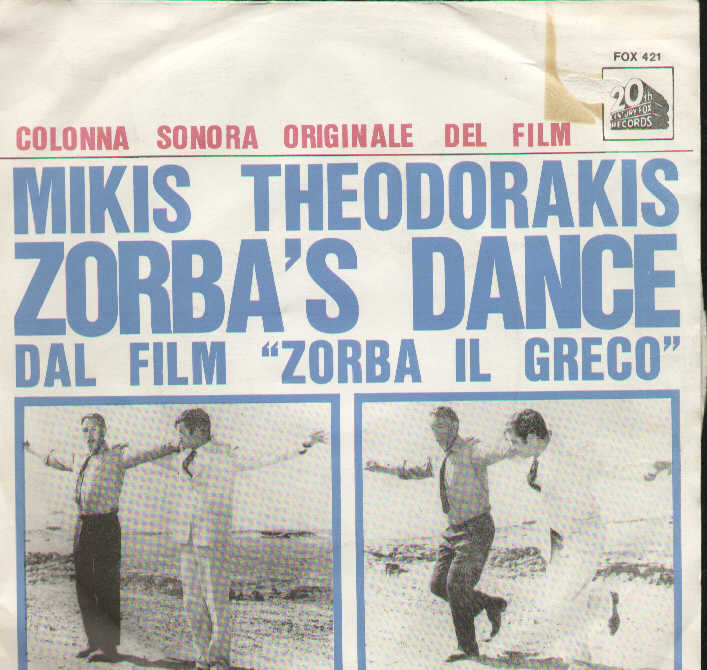 FOX 421
20th
CENTURY FOX
RECORDS
COLONNA SONORA ORIGINALE DEL FILM
MIKIS THEODORAKIS
ZORBA'S DANCE
DAL FILM “ZORBA IL GRECO”